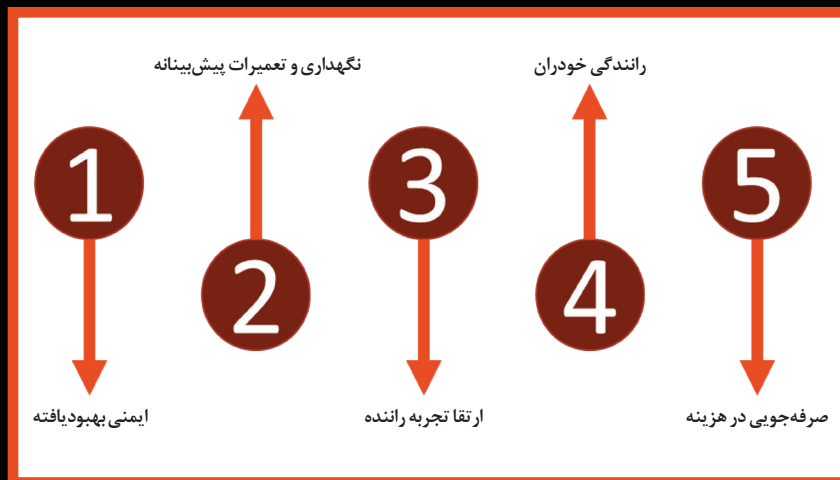 1
ایمنی بهبودیافته
2
نگهداری و تعمیرات پیش‌بینانه
3
ارتقا تجربه راننده
4
رانندگی خودران
5
صرفه‌جویی در هزینه